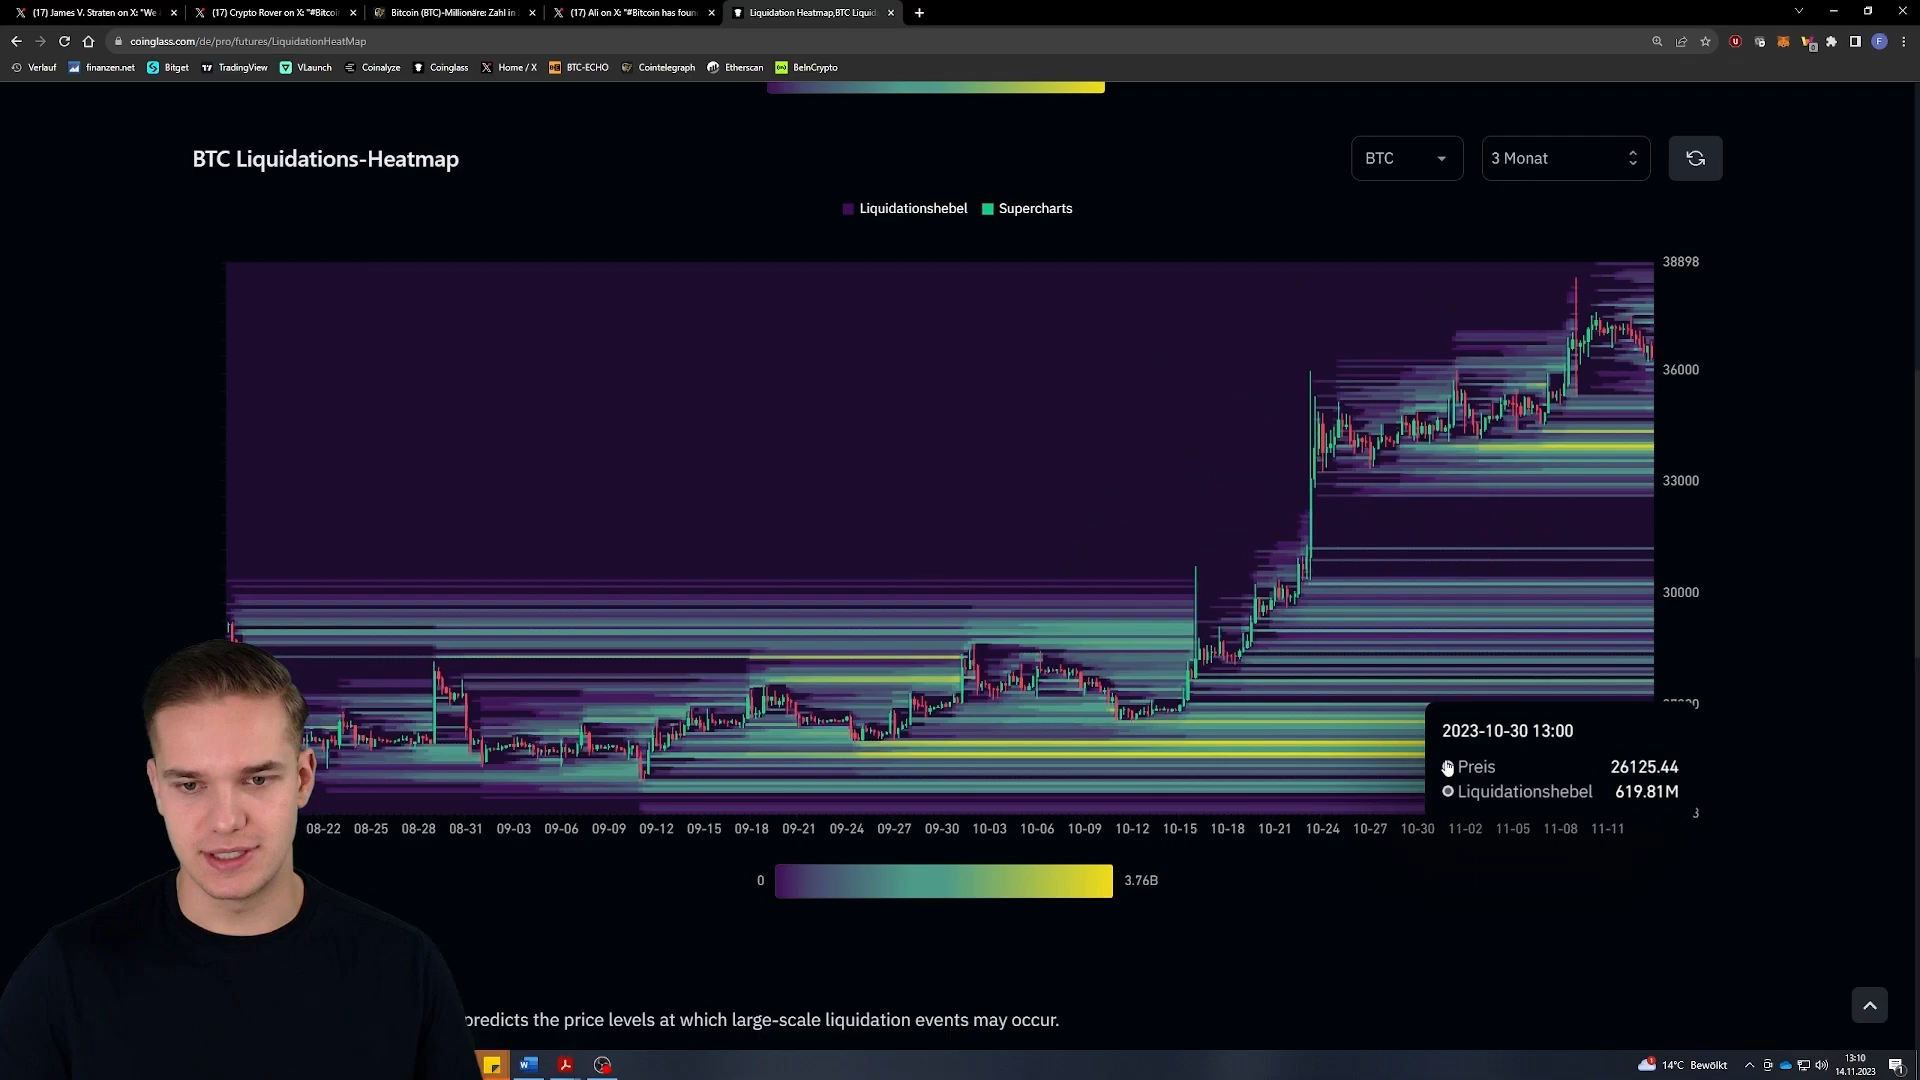 (17) James V. Straten on X: "We
(17) Crypto Rover on X: "#Bitcoi
Bitcoin (BTC)-Millionäre: Zahl in
(17) Ali on X: "#Bitcoin has foun
Liquidation Heatmap,BTC Liquid
coinglass.com/de/pro/futures/LiquidationHeatMap
Verlauf
finanzen.net
Bitget
TradingView
VLaunch
Coinalyze
Coinglass
Home / X
BTC-ECHO
Cointelegraph
Etherscan
BeInCrypto
BTC Liquidations-Heatmap
BTC
3 Monat
Liquidationshebel
Supercharts
38898
36000
33000
30000
2023-10-30 13:00
Preis 26125.44
Liquidationshebel 619.81M
3
08-22 08-25 08-28 08-31 09-03 09-06 09-09 09-12 09-15 09-18 09-21 09-24 09-27 09-30 10-03 10-06 10-09 10-12 10-15 10-18 10-21 10-24 10-27 10-30 11-02 11-05 11-08 11-11
0
3.76B
predicts the price levels at which large-scale liquidation events may occur.
14°C Bewölkt
13:10
14.11.2023